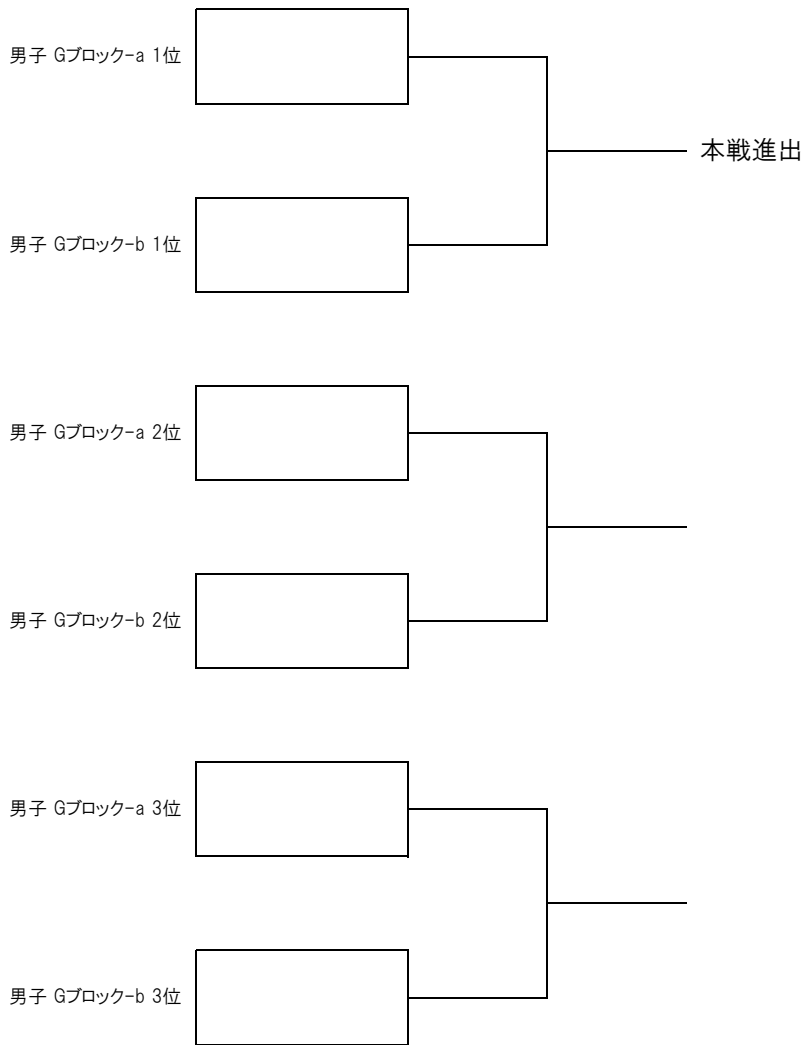 男子 Gブロック-a 1位
本戦進出
男子 Gブロック-b 1位
男子 Gブロック-a 2位
男子 Gブロック-b 2位
男子 Gブロック-a 3位
男子 Gブロック-b 3位